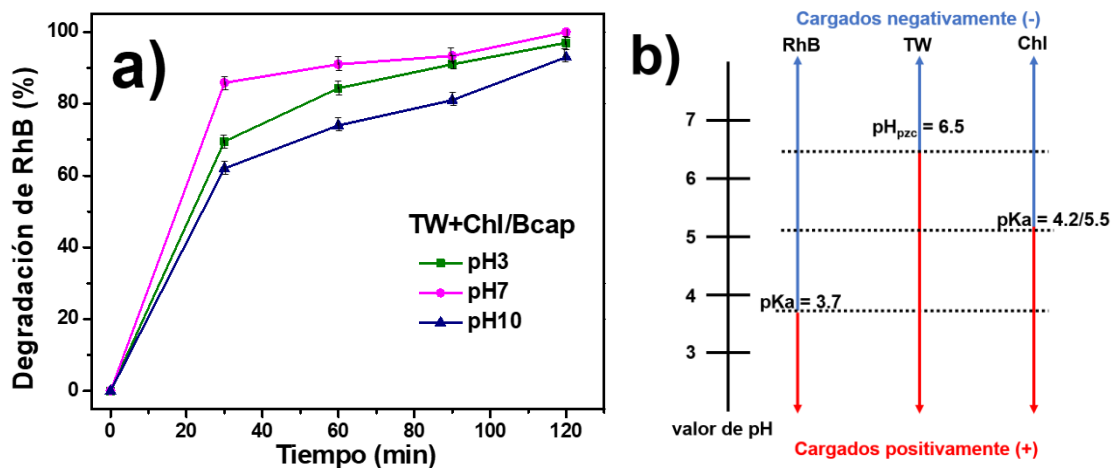 a)
Degradación de RhB (%)
100
80
60
40
20
0
TW+Chl/Bcap
pH3
pH7
pH10
0 20 40 60 80 100 120
Tiempo (min)
b)
Cargados negativamente (-)
RhB TW Chl
7
pHpzc = 6.5
6
pKa = 4.2/5.5
5
4
pKa = 3.7
3
valor de pH
Cargados positivamente (+)